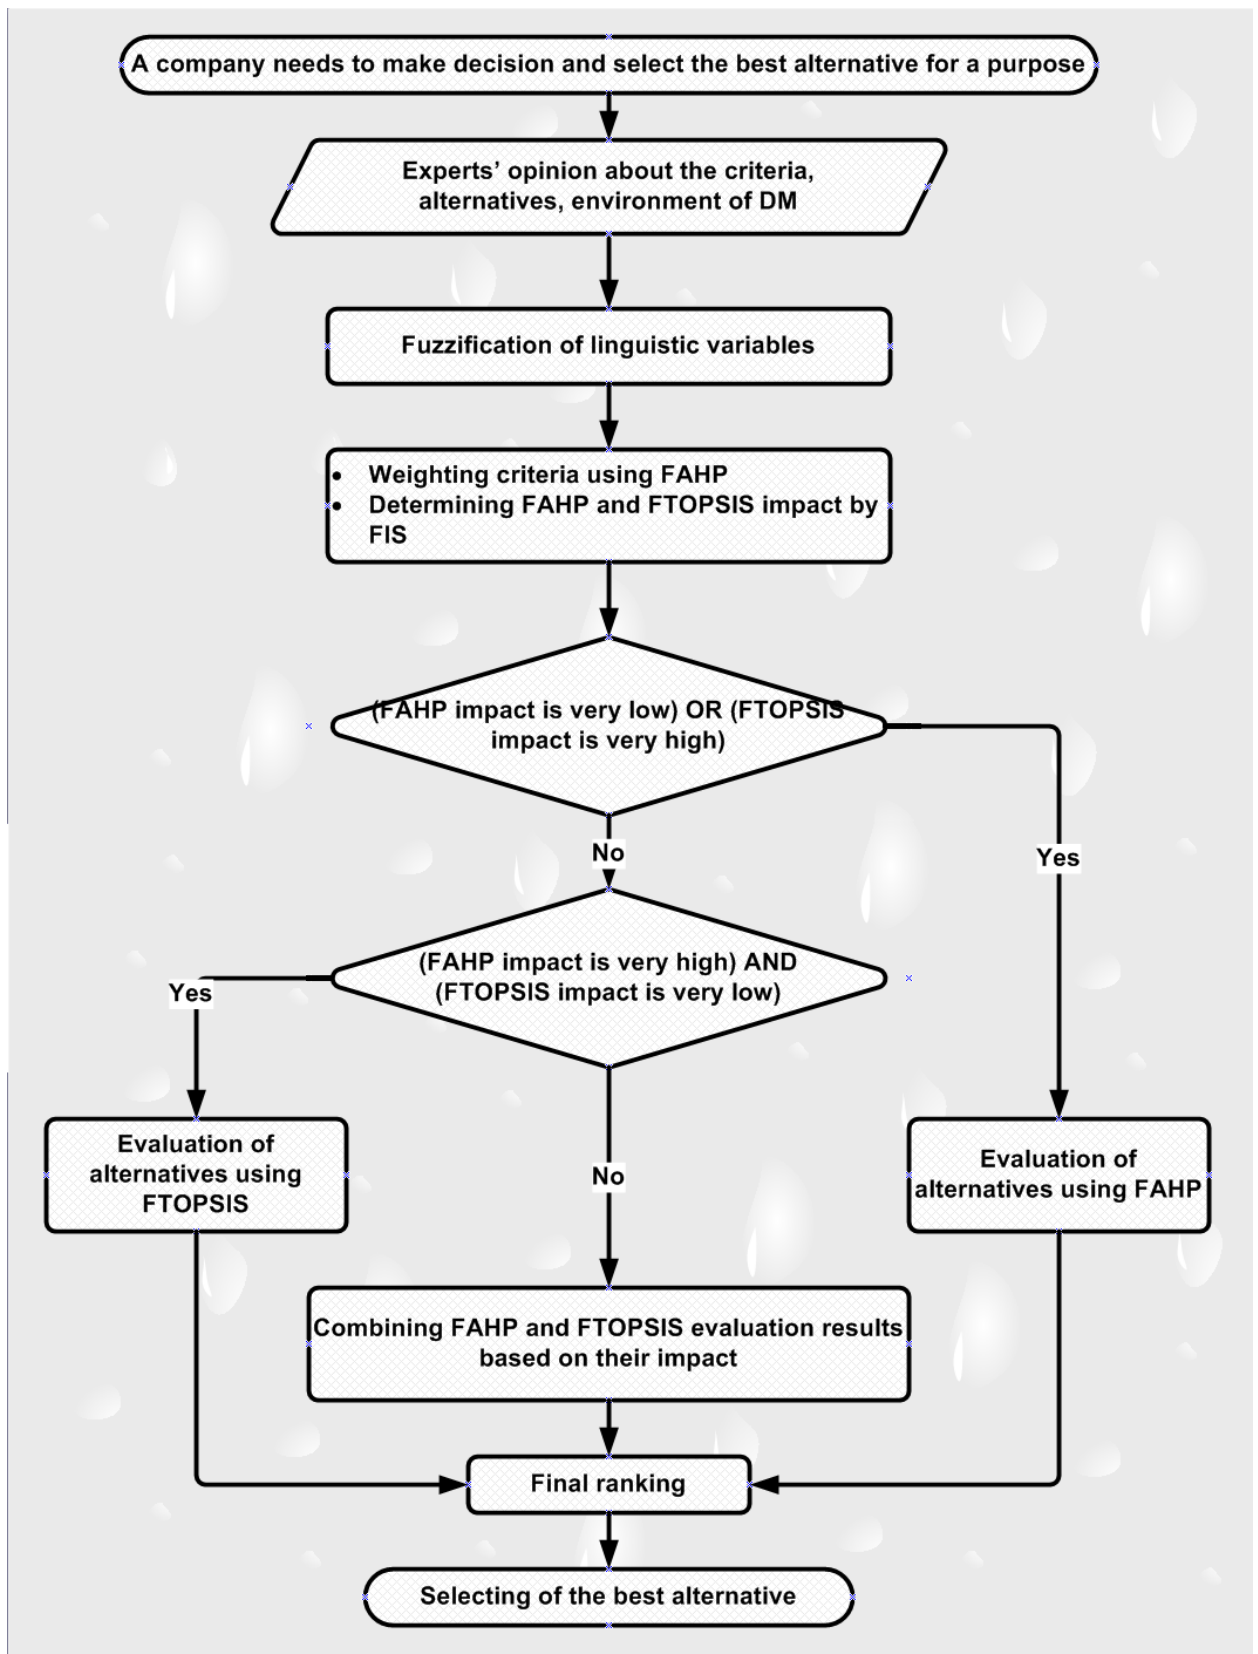 A company needs to make decision and select the best alternative for a purpose
Experts’ opinion about the criteria,
alternatives, environment of DM
Fuzzification of linguistic variables
• Weighting criteria using FAHP
• Determining FAHP and FTOPSIS impact by
FIS
(FAHP impact is very low) OR (FTOPSIS
impact is very high)
No
Yes
(FAHP impact is very high) AND
(FTOPSIS impact is very low)
Yes
Evaluation of
alternatives using
FTOPSIS
No
Evaluation of
alternatives using FAHP
Combining FAHP and FTOPSIS evaluation results
based on their impact
Final ranking
Selecting of the best alternative